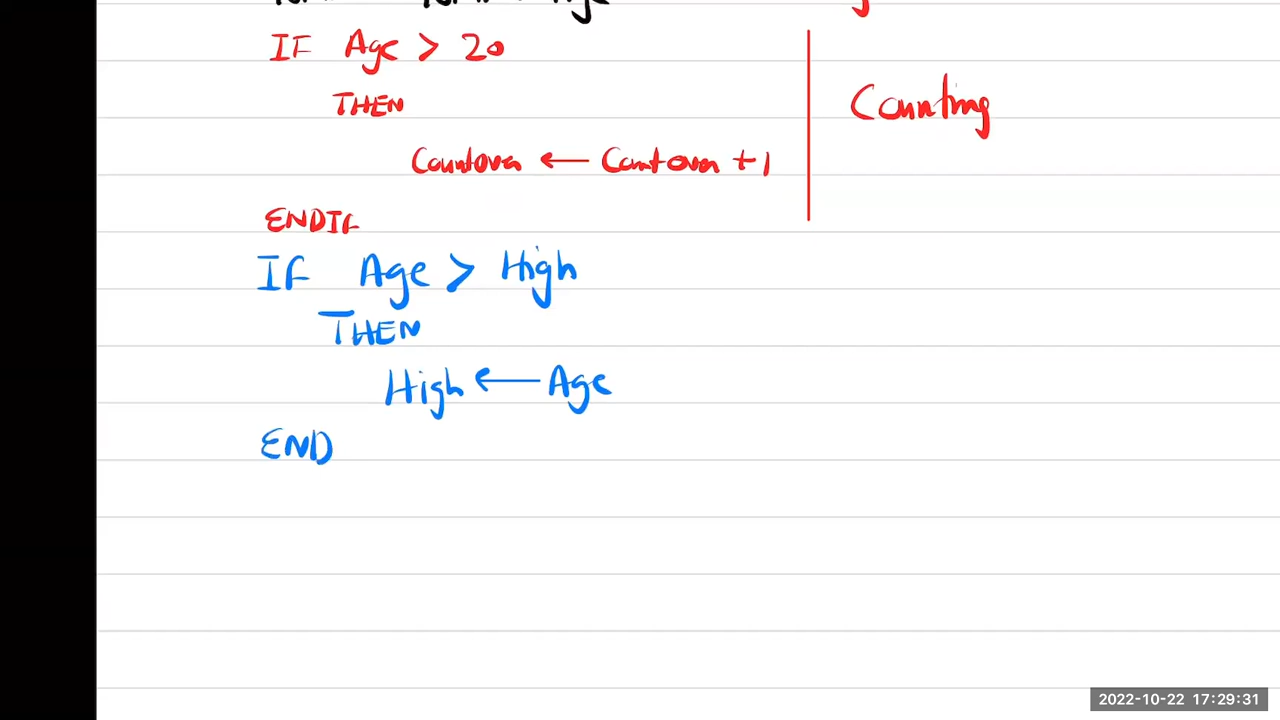 IF Age > 20
THEN
Countover ← Countover + 1
ENDIF
Counting
IF Age > High
THEN
High ← Age
END
2022-10-22 17:29:31